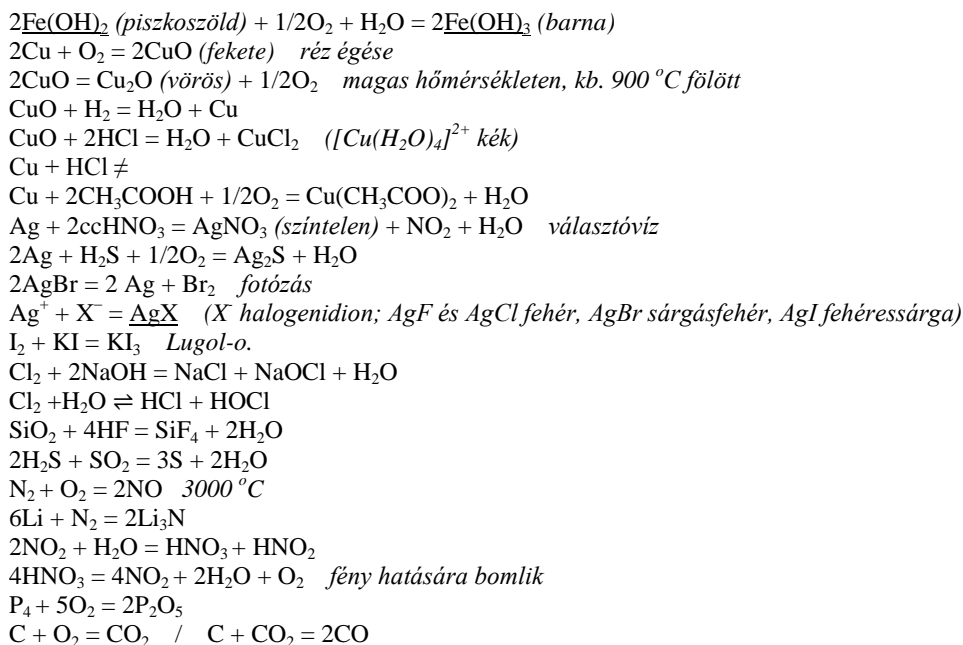 2Fe(OH)₂ (piszkoszöld) + 1/2O₂ + H₂O = 2Fe(OH)₃ (barna)
2Cu + O₂ = 2CuO (fekete) réz égése
2CuO = Cu₂O (vörös) + 1/2O₂ magas hőmérsékleten, kb. 900 °C fölött
CuO + H₂ = H₂O + Cu
CuO + 2HCl = H₂O + CuCl₂ ([Cu(H₂O)₄]²⁺ kék)
Cu + HCl ≠
Cu + 2CH₃COOH + 1/2O₂ = Cu(CH₃COO)₂ + H₂O
Ag + 2ccHNO₃ = AgNO₃ (színtelen) + NO₂ + H₂O választóvíz
2Ag + H₂S + 1/2O₂ = Ag₂S + H₂O
2AgBr = 2 Ag + Br₂ fotózás
Ag⁺ + X⁻ = AgX (X⁻ halogenidion; AgF és AgCl fehér, AgBr sárgásfehér, AgI fehéressárga)
I₂ + KI = KI₃ Lugol-o.
Cl₂ + 2NaOH = NaCl + NaOCl + H₂O
Cl₂ +H₂O ⇌ HCl + HOCl
SiO₂ + 4HF = SiF₄ + 2H₂O
2H₂S + SO₂ = 3S + 2H₂O
N₂ + O₂ = 2NO 3000 °C
6Li + N₂ = 2Li₃N
2NO₂ + H₂O = HNO₃ + HNO₂
4HNO₃ = 4NO₂ + 2H₂O + O₂ fény hatására bomlik
P₄ + 5O₂ = 2P₂O₅
C + O₂ = CO₂ / C + CO₂ = 2CO